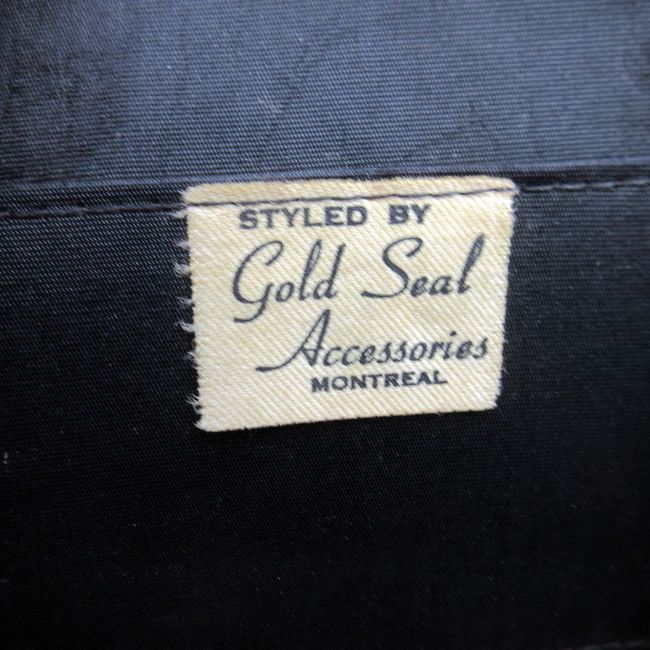 STYLED BY
Gold Seal
Accessories
MONTREAL